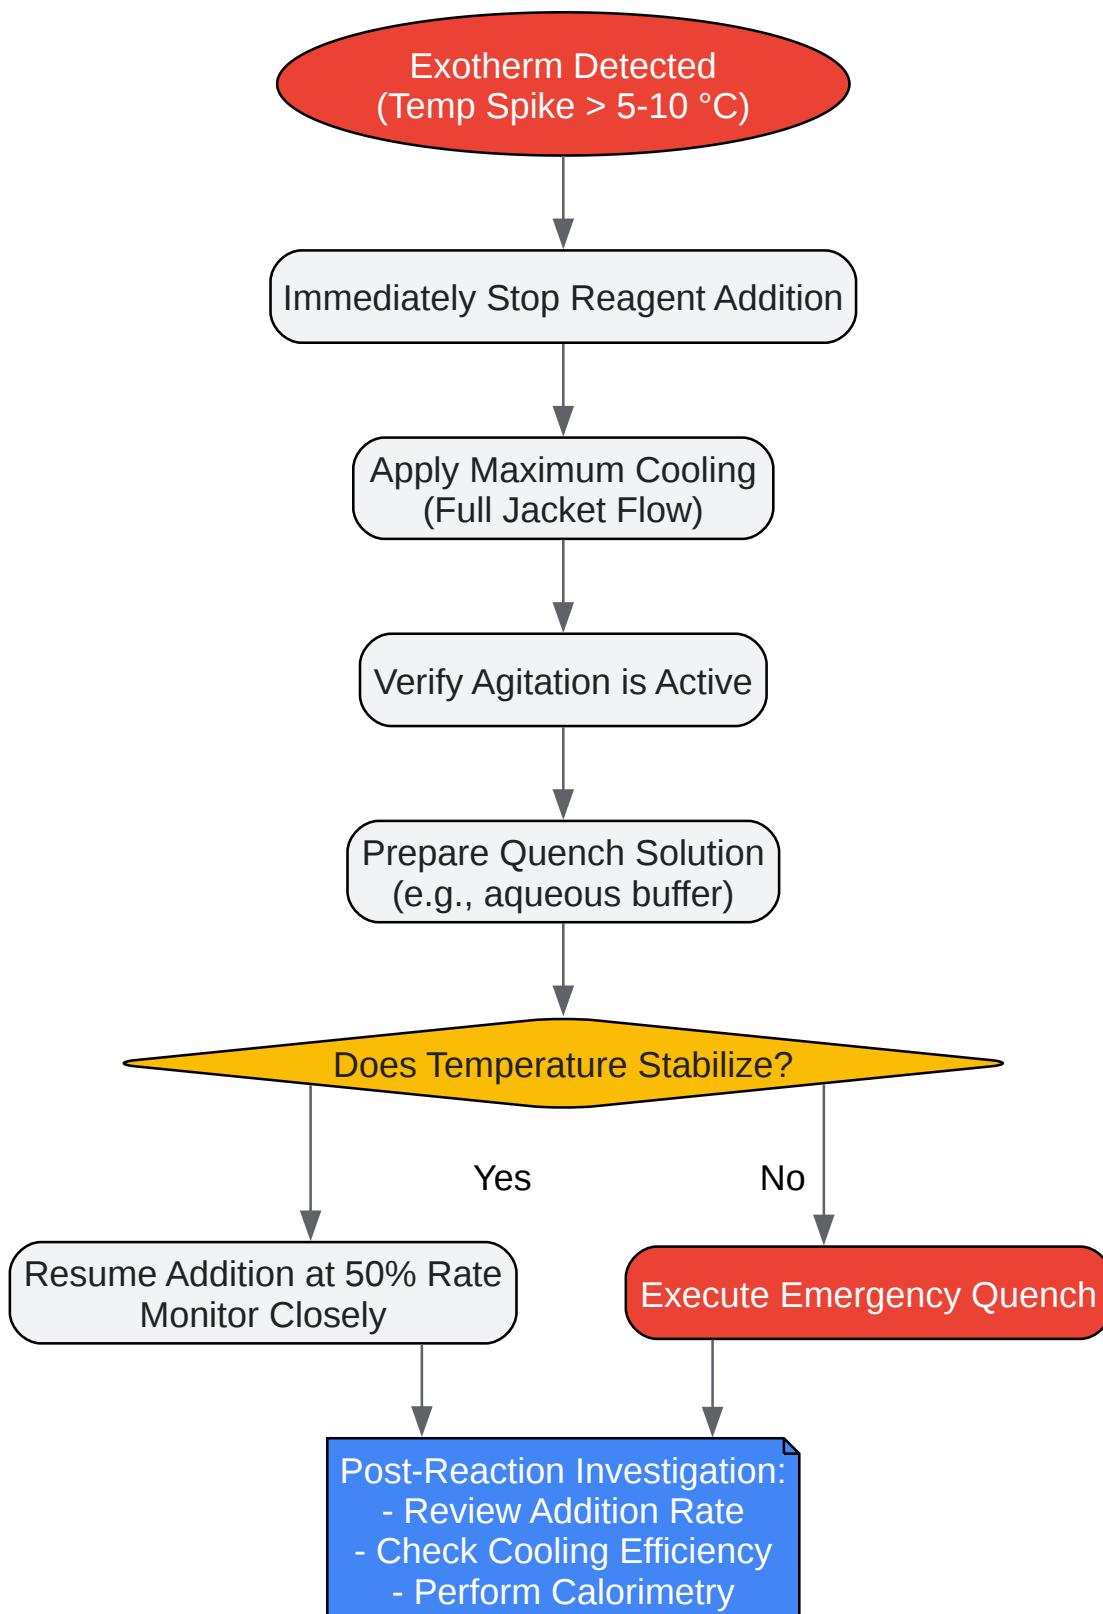 Exotherm Detected
(Temp Spike > 5-10 °C)
Immediately Stop Reagent Addition
Apply Maximum Cooling
(Full Jacket Flow)
Verify Agitation is Active
Prepare Quench Solution
(e.g., aqueous buffer)
Does Temperature Stabilize?
Yes
No
Resume Addition at 50% Rate
Monitor Closely
Execute Emergency Quench
Post-Reaction Investigation:
- Review Addition Rate
- Check Cooling Efficiency
- Perform Calorimetry